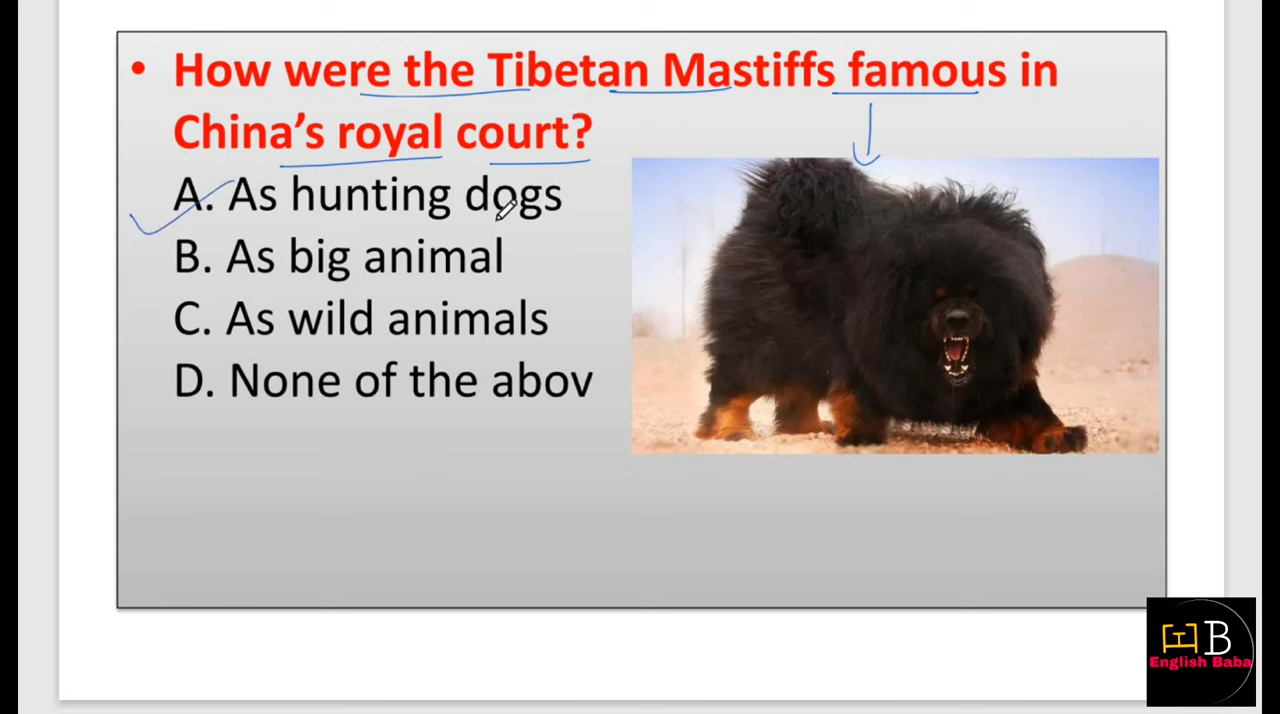 • How were the Tibetan Mastiffs famous in
China's royal court?
A. As hunting dogs
B. As big animal
C. As wild animals
D. None of the abov
EB
English Baba